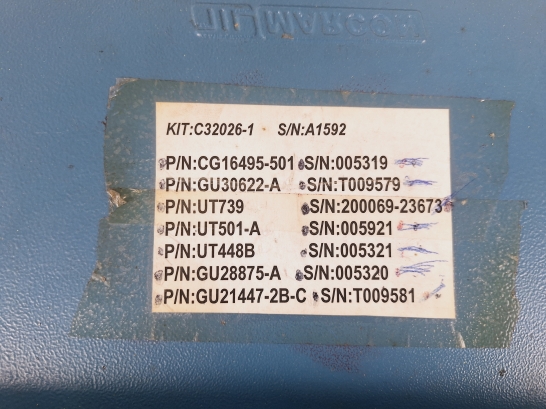 MARCOR
KIT:C32026-1 S/N:A1592
P/N:CG16495-501 S/N:005319
P/N:GU30622-A S/N:T009579
P/N:UT739 S/N:200069-23673
P/N:UT501-A S/N:005921
P/N:UT448B S/N:005321
P/N:GU28875-A S/N:005320
P/N:GU21447-2B-C S/N:T009581